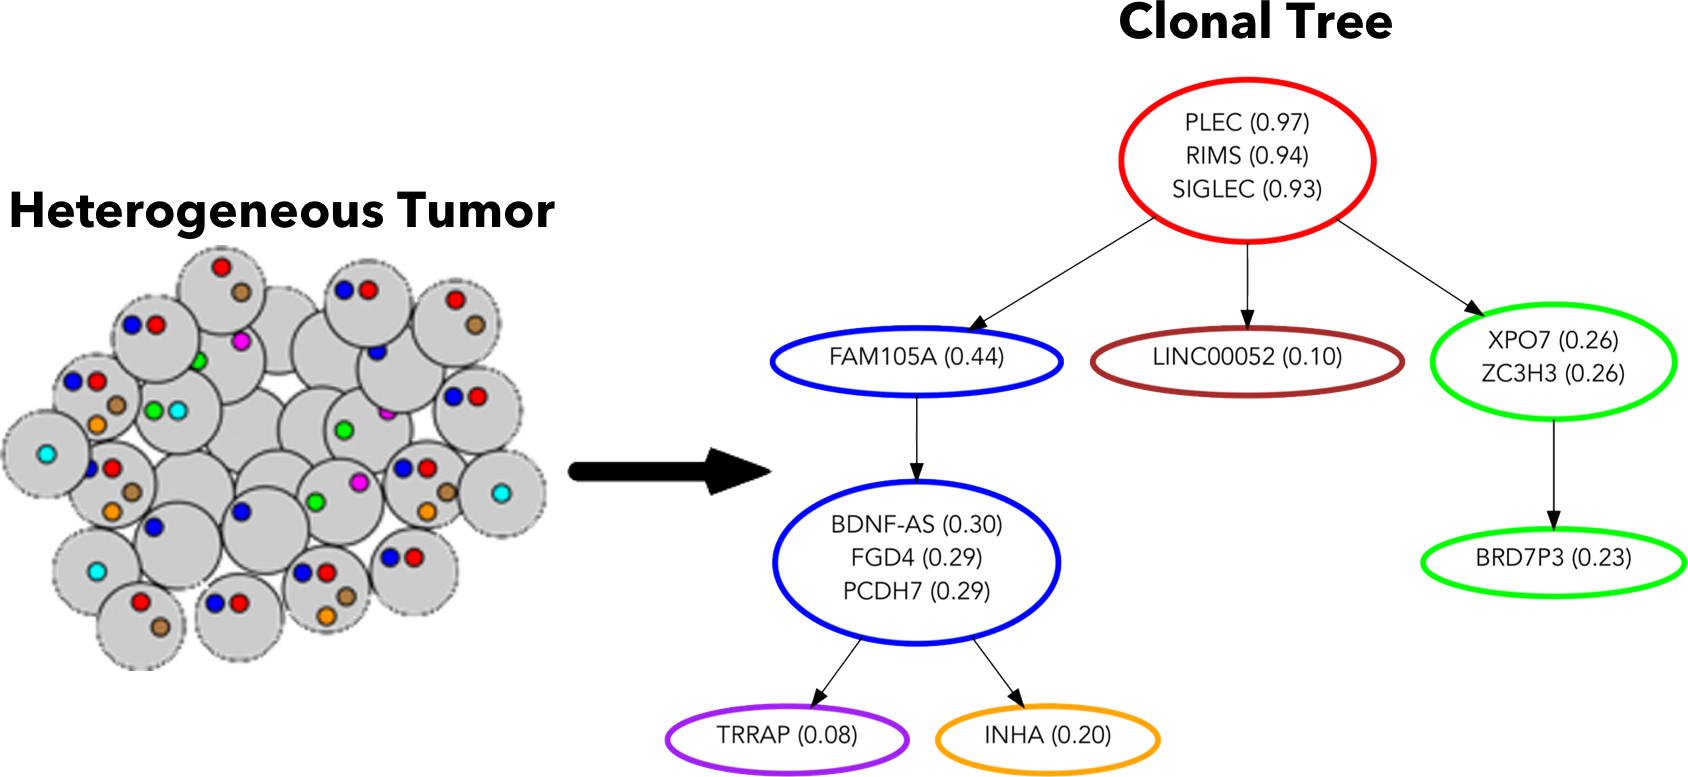 Clonal Tree
Heterogeneous Tumor
PLEC (0.97)
RIMS (0.94)
SIGLEC (0.93)
FAM105A (0.44)
LINC00052 (0.10)
XPO7 (0.26)
ZC3H3 (0.26)
BDNF-AS (0.30)
FGD4 (0.29)
PCDH7 (0.29)
BRD7P3 (0.23)
TRRAP (0.08)
INHA (0.20)